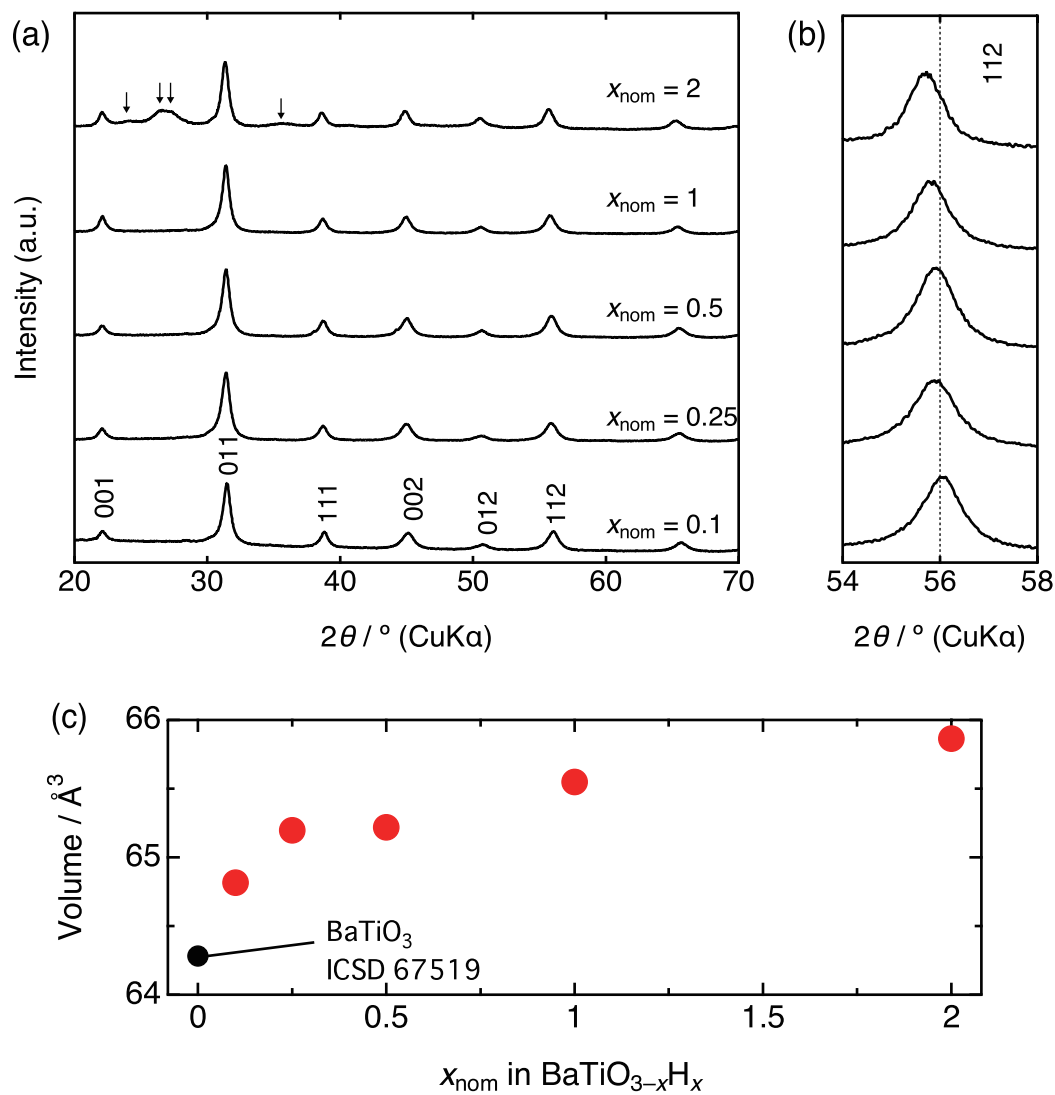 (a)
x_nom = 2
x_nom = 1
x_nom = 0.5
x_nom = 0.25
x_nom = 0.1
001
011
111
002
012
112
Intensity (a.u.)
20 30 40 50 60 70
2θ / º (CuKα)
(b)
112
54 56 58
2θ / º (CuKα)
(c)
66
65
64
Volume / Å³
BaTiO₃
ICSD 67519
0 0.5 1 1.5 2
x_nom in BaTiO₃₋ₓHₓ